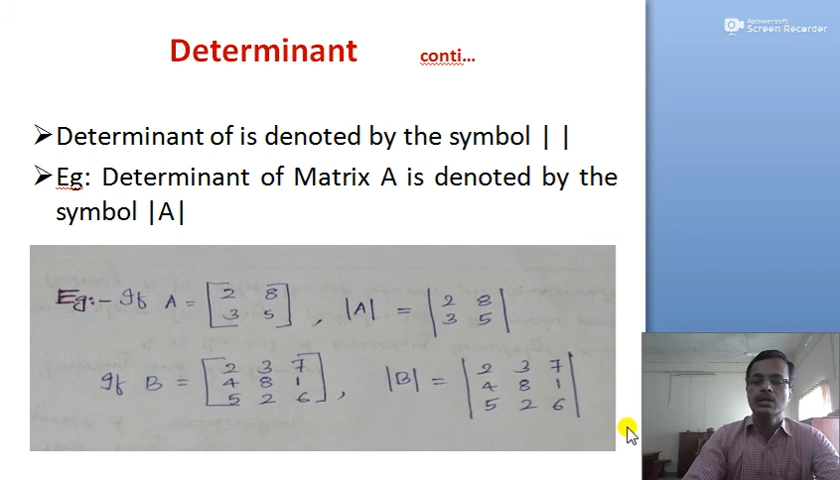 Determinant conti...
Apowersoft
Screen Recorder
➢Determinant of is denoted by the symbol | |
➢Eg: Determinant of Matrix A is denoted by the
symbol |A|
Eg:- If A = [2 8
3 5], |A| = |2 8
3 5|
If B = [2 3 7
4 8 1
5 2 6], |B| = |2 3 7
4 8 1
5 2 6|